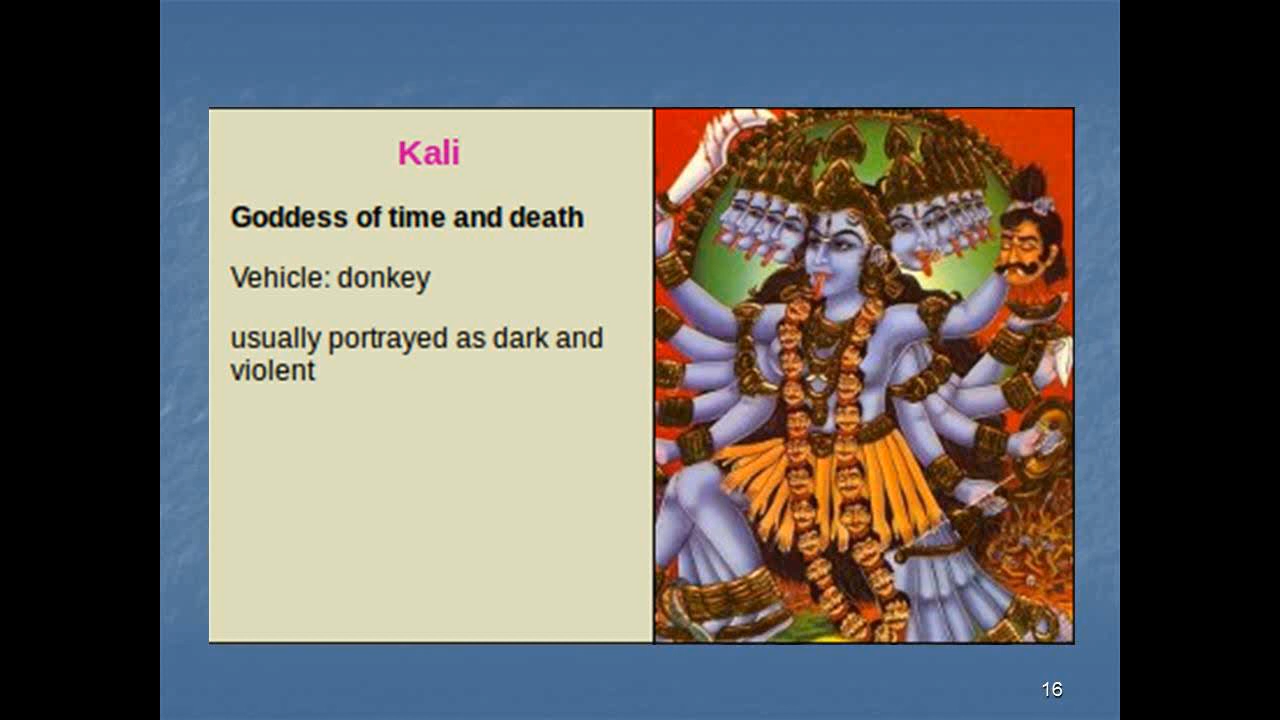 Kali
Goddess of time and death
Vehicle: donkey
usually portrayed as dark and
violent
16